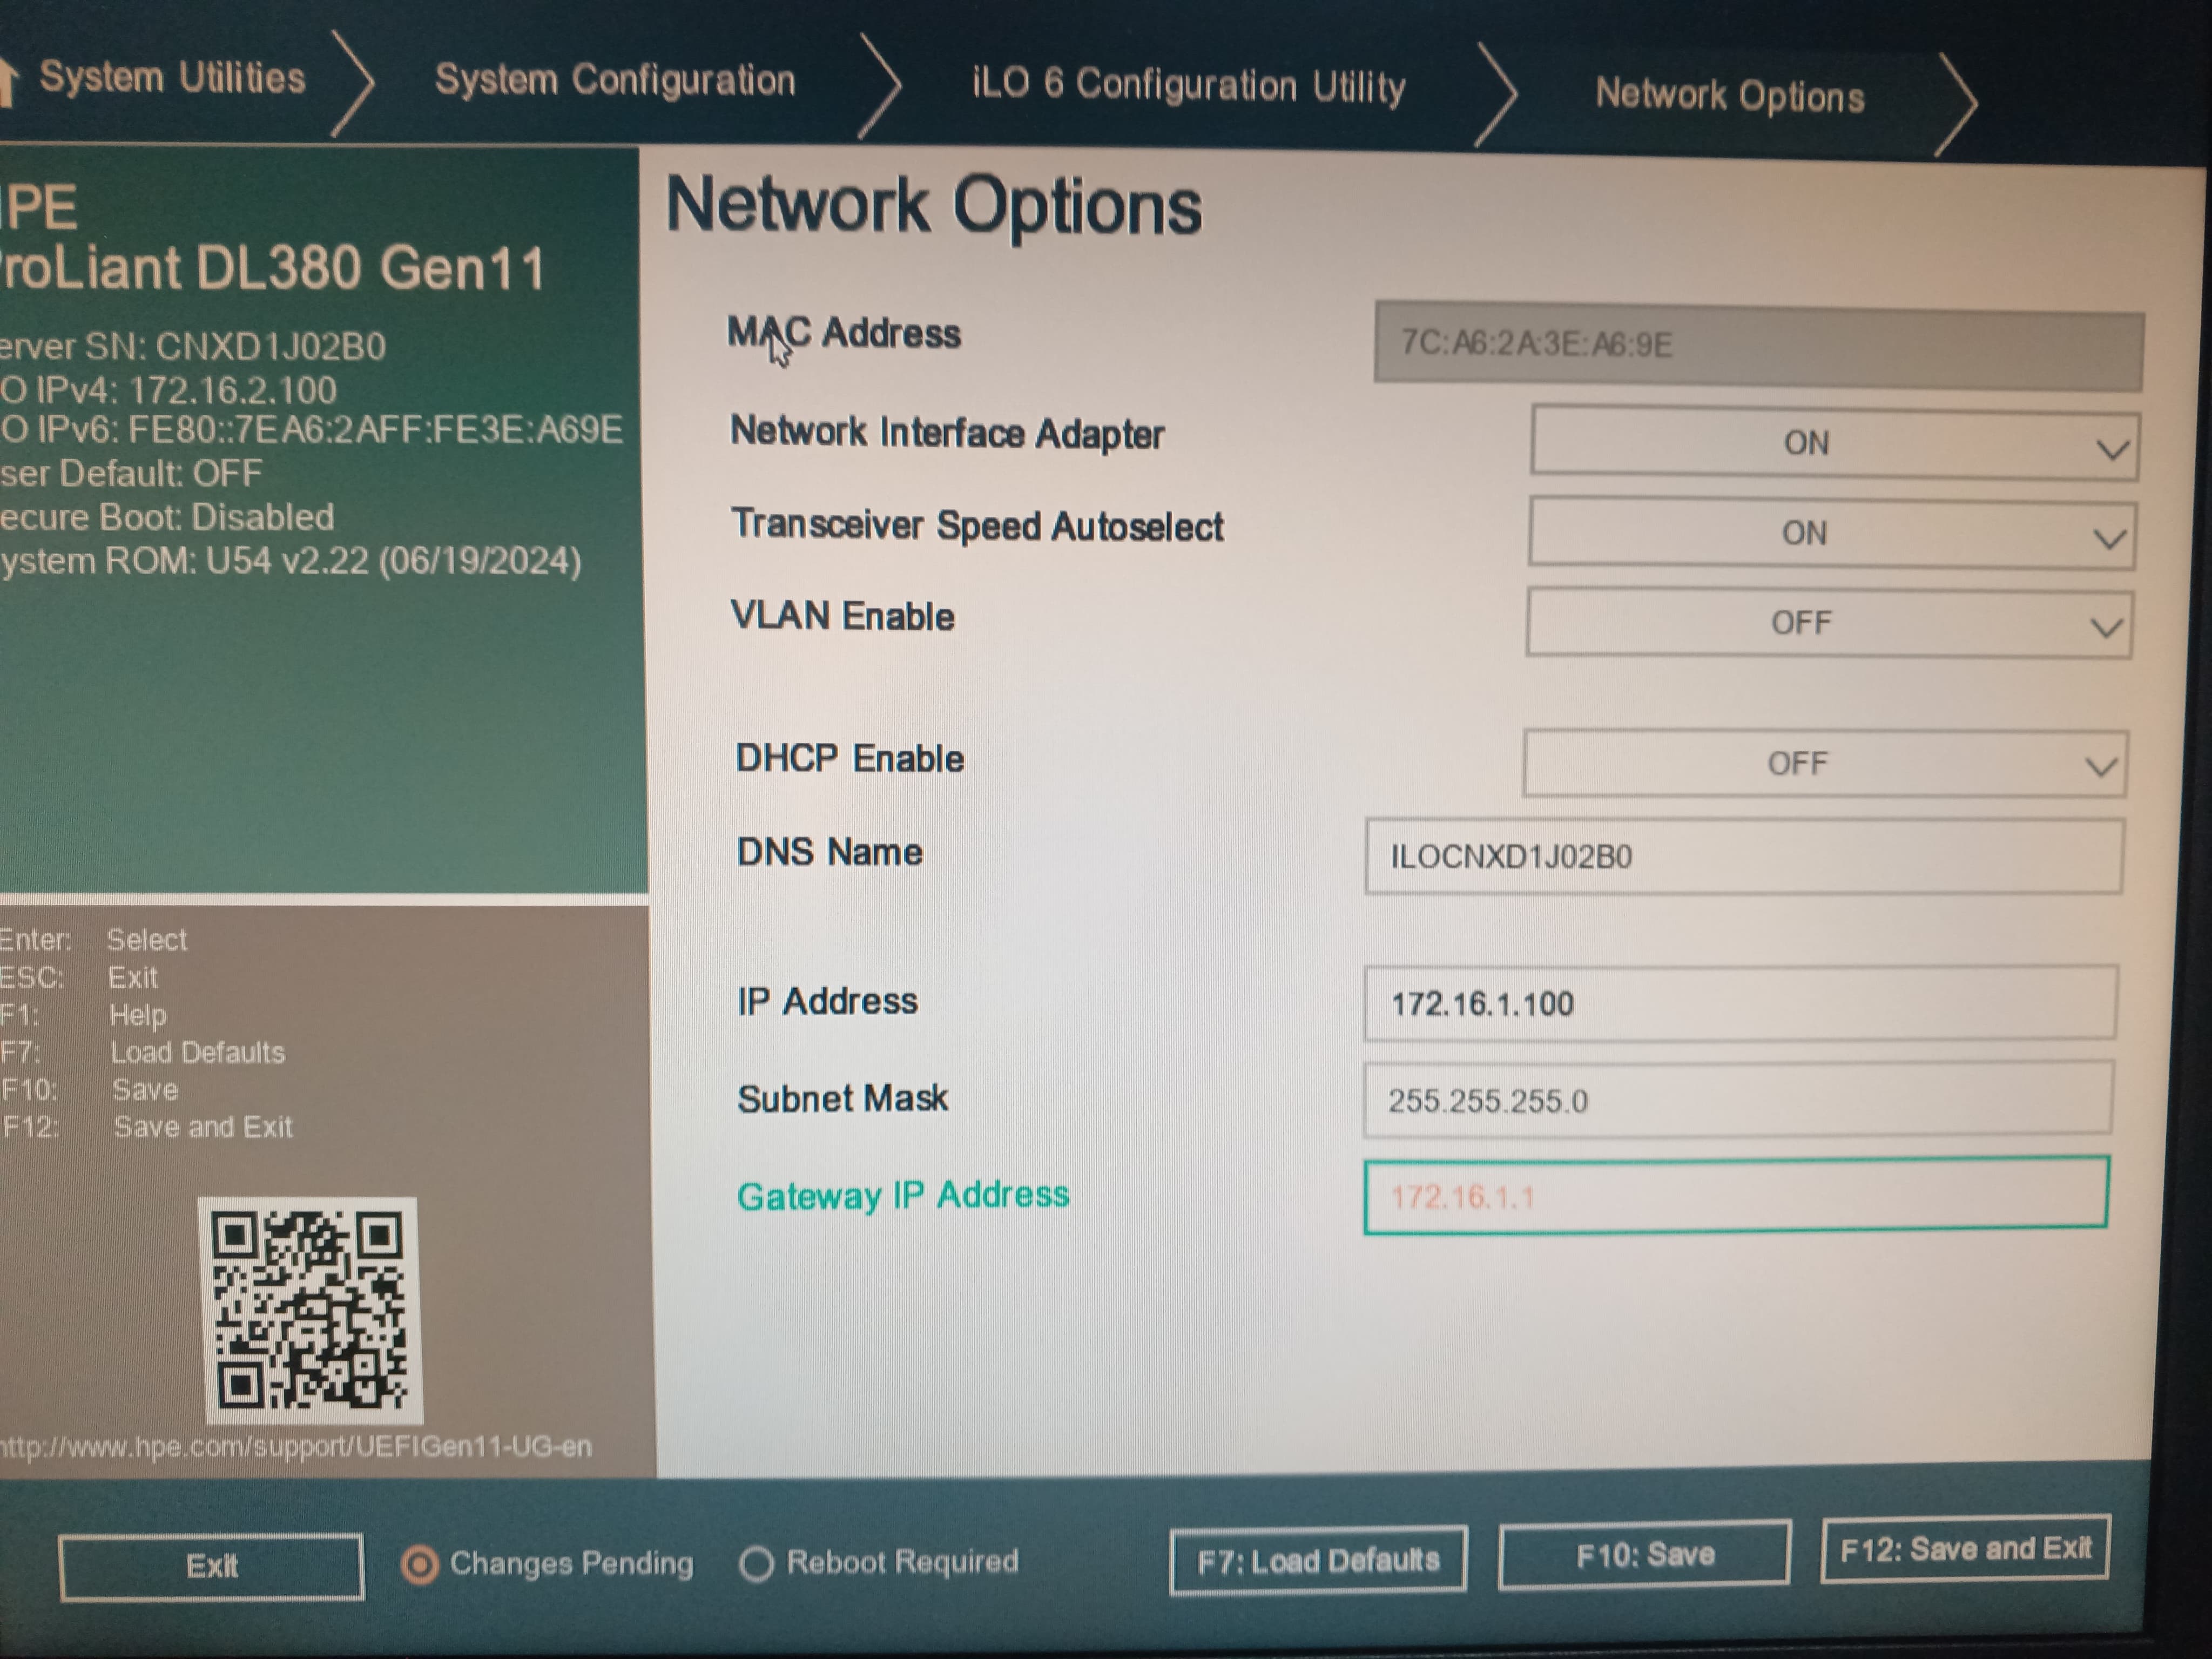 System Utilities
System Configuration
iLO 6 Configuration Utility
Network Options
PE
roLiant DL380 Gen11
erver SN: CNXD1J02B0
O IPv4: 172.16.2.100
O IPv6: FE80::7EA6:2AFF:FE3E:A69E
ser Default: OFF
ecure Boot: Disabled
ystem ROM: U54 v2.22 (06/19/2024)
Enter: Select
ESC: Exit
F1: Help
F7: Load Defaults
F10: Save
F12: Save and Exit
ttp://www.hpe.com/support/UEFIGen11-UG-en
Network Options
MAC Address 7C:A6:2A:3E:A6:9E
Network Interface Adapter ON
Transceiver Speed Autoselect ON
VLAN Enable OFF
DHCP Enable OFF
DNS Name ILOCNXD1J02B0
IP Address 172.16.1.100
Subnet Mask 255.255.255.0
Gateway IP Address 172.16.1.1
Exit
Changes Pending
Reboot Required
F7: Load Defaults
F10: Save
F12: Save and Exit